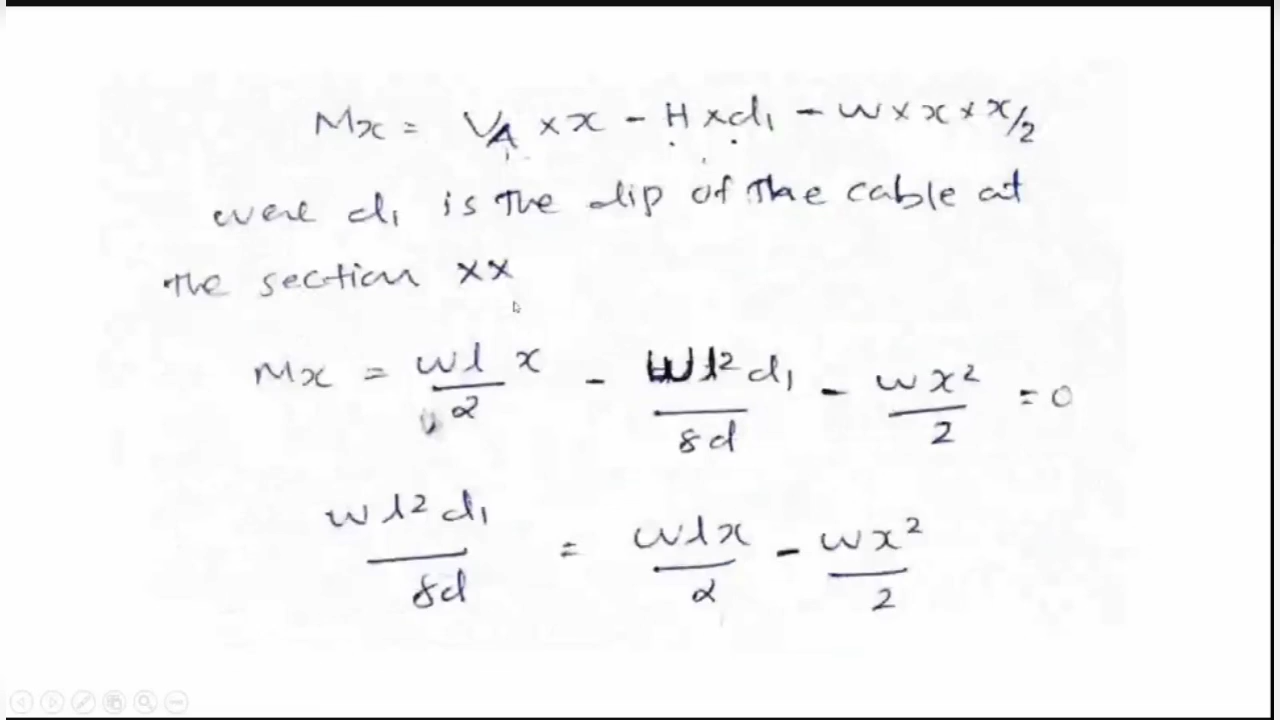 Mx = VA × x - H × d1 - w × x × x/2
were d1 is the dip of the cable at
the section xx
Mx = wl/2 x - wl²d1/8d - wx²/2 = 0
wl²d1/8d = wlx/2 - wx²/2